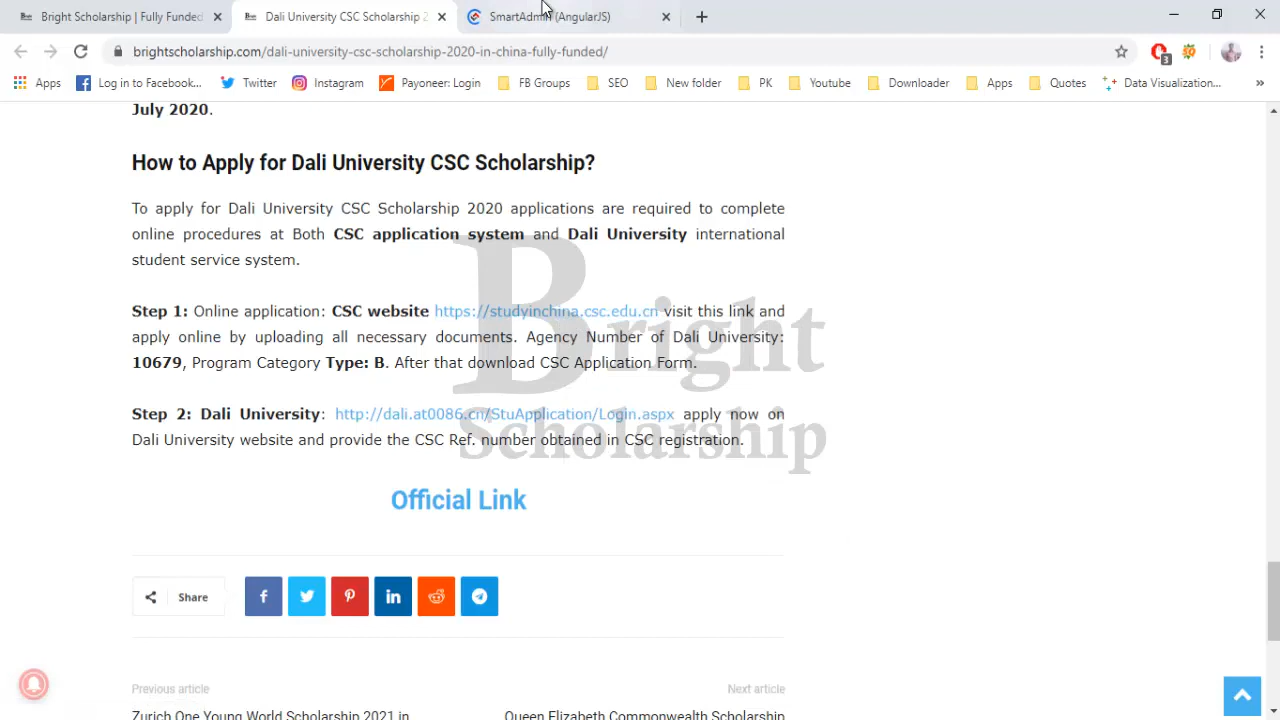 Bright Scholarship | Fully Funded
Dali University CSC Scholarship 2
SmartAdmin (AngularJS)
brightscholarship.com/dali-university-csc-scholarship-2020-in-china-fully-funded/
3
Apps Log in to Facebook... Twitter Instagram Payoneer: Login FB Groups SEO New folder PK Youtube Downloader Apps Quotes Data Visualization... »
July 2020.
How to Apply for Dali University CSC Scholarship?
To apply for Dali University CSC Scholarship 2020 applications are required to complete
online procedures at Both CSC application system and Dali University international
student service system.
Step 1: Online application: CSC website https://studyinchina.csc.edu.cn visit this link and
apply online by uploading all necessary documents. Agency Number of Dali University:
10679, Program Category Type: B. After that download CSC Application Form.
Step 2: Dali University: http://dali.at0086.cn/StuApplication/Login.aspx apply now on
Dali University website and provide the CSC Ref. number obtained in CSC registration.
Bright
Scholarship
Official Link
Share
Previous article Next article
Zurich One Young World Scholarship 2021 in Queen Elizabeth Commonwealth Scholarship